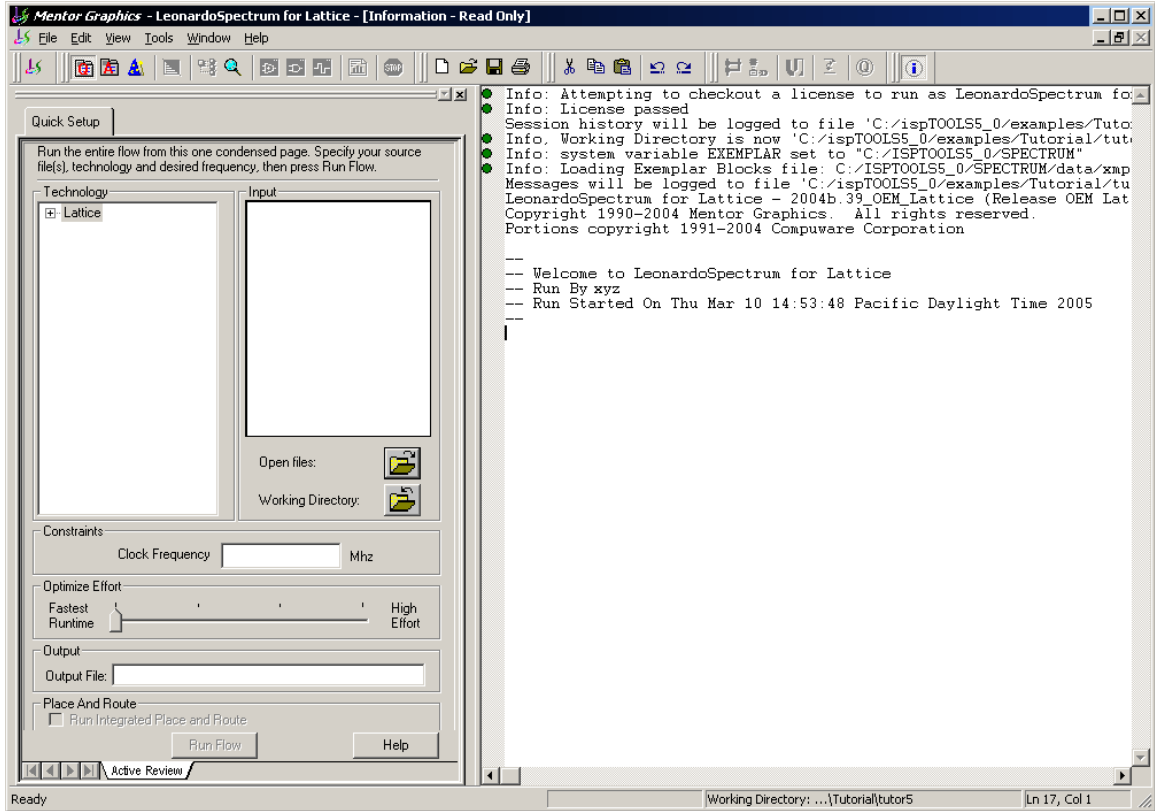 Mentor Graphics - LeonardoSpectrum for Lattice - [Information - Read Only]
File Edit View Tools Window Help
Quick Setup
Run the entire flow from this one condensed page. Specify your source
file(s), technology and desired frequency, then press Run Flow.
Technology
Lattice
Input
Open files:
Working Directory:
Constraints
Clock Frequency Mhz
Optimize Effort
Fastest
Runtime
High
Effort
Output
Output File:
Place And Route
Run Integrated Place and Route
Run Flow Help
Active Review
Info: Attempting to checkout a license to run as LeonardoSpectrum fo
Info: License passed
Session history will be logged to file 'C:/ispTOOLS5_0/examples/Tuto
Info, Working Directory is now 'C:/ispTOOLS5_0/examples/Tutorial/tut
Info: system variable EXEMPLAR set to "C:/ISPTOOLS5_0/SPECTRUM"
Info: Loading Exemplar Blocks file: C:/ISPTOOLS5_0/SPECTRUM/data/xmp
Messages will be logged to file 'C:/ispTOOLS5_0/examples/Tutorial/tu
LeonardoSpectrum for Lattice - 2004b.39_OEM_Lattice (Release OEM Lat
Copyright 1990-2004 Mentor Graphics. All rights reserved.
Portions copyright 1991-2004 Compuware Corporation
--
-- Welcome to LeonardoSpectrum for Lattice
-- Run By xyz
-- Run Started On Thu Mar 10 14:53:48 Pacific Daylight Time 2005
--
Ready
Working Directory: ...\Tutorial\tutor5
Ln 17, Col 1